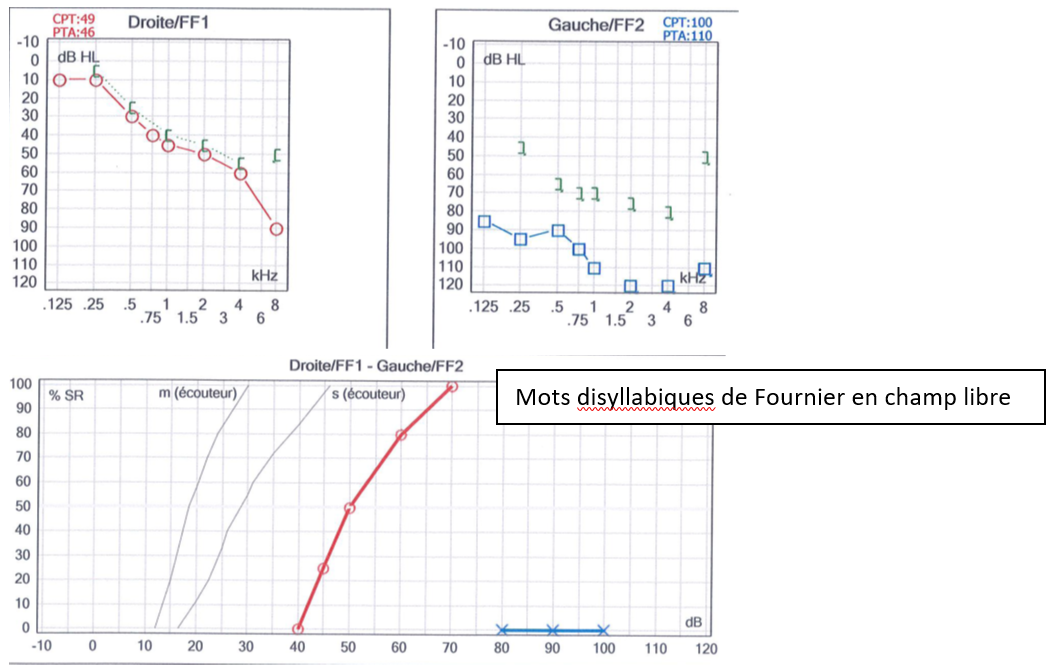 CPT:49
PTA:46
Droite/FF1
-10
0
10
20
30
40
50
60
70
80
90
100
110
120
dB HL
kHz
.125 .25 .5 1 2 4 8
.75 1.5 3 6
Gauche/FF2
CPT:100
PTA:110
-10
0
10
20
30
40
50
60
70
80
90
100
110
120
dB HL
kHz
.125 .25 .5 1 2 4 8
.75 1.5 3 6
Droite/FF1 - Gauche/FF2
Mots disyllabiques de Fournier en champ libre
% SR
m (écouteur)
s (écouteur)
100
90
80
70
60
50
40
30
20
10
0
dB
-10 0 10 20 30 40 50 60 70 80 90 100 110 120